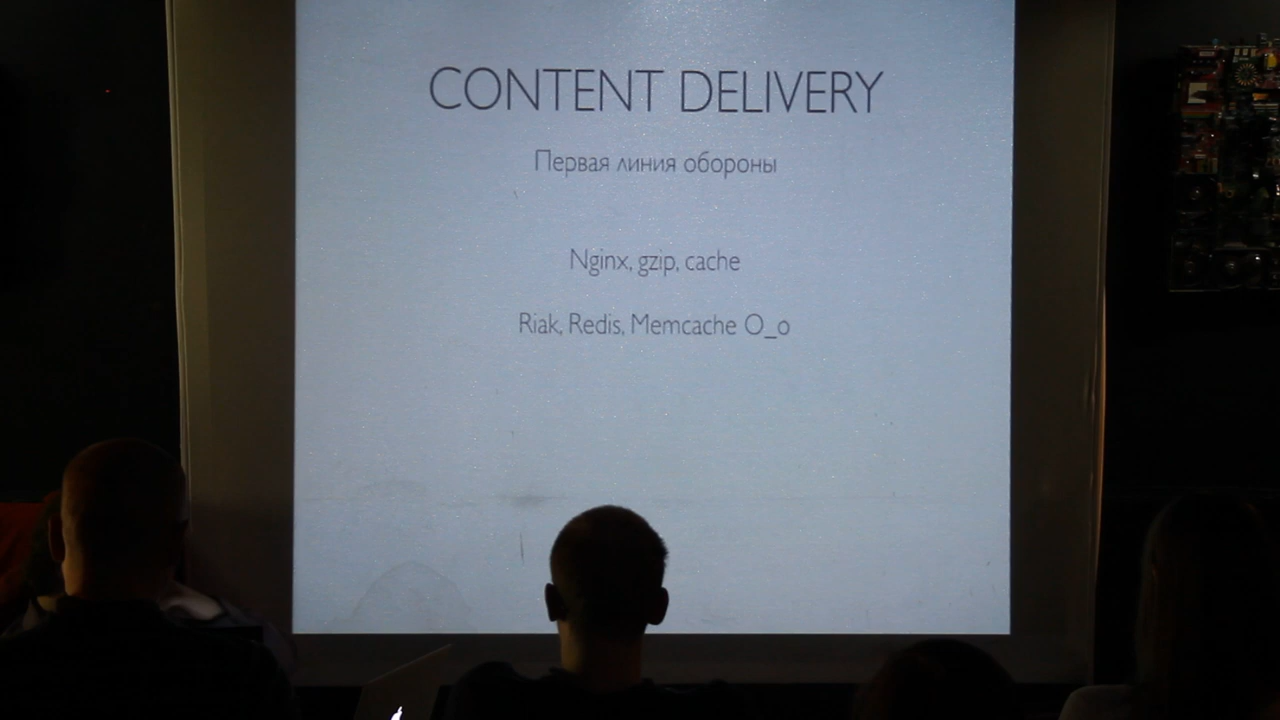 CONTENT DELIVERY
Первая линия обороны
Nginx, gzip, cache
Riak, Redis, Memcache O_o